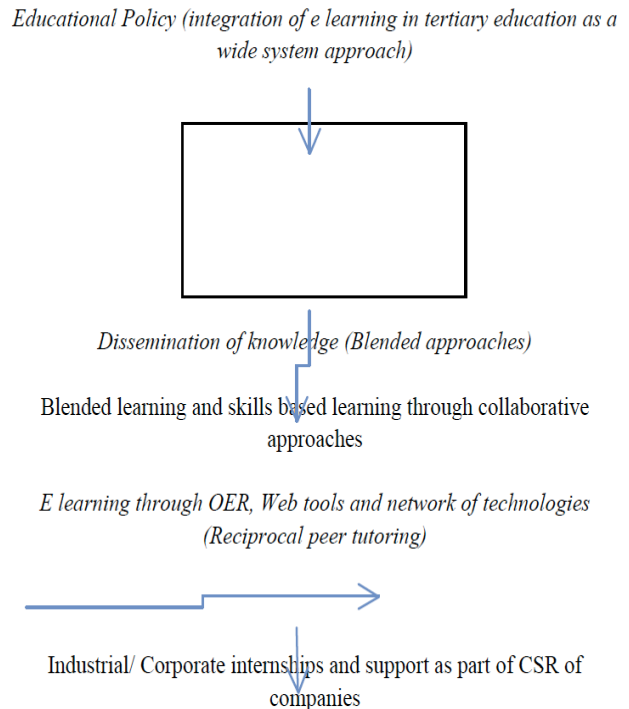 Educational Policy (integration of e learning in tertiary education as a
wide system approach)
Dissemination of knowledge (Blended approaches)
Blended learning and skills based learning through collaborative
approaches
E learning through OER, Web tools and network of technologies
(Reciprocal peer tutoring)
Industrial/ Corporate internships and support as part of CSR of
companies